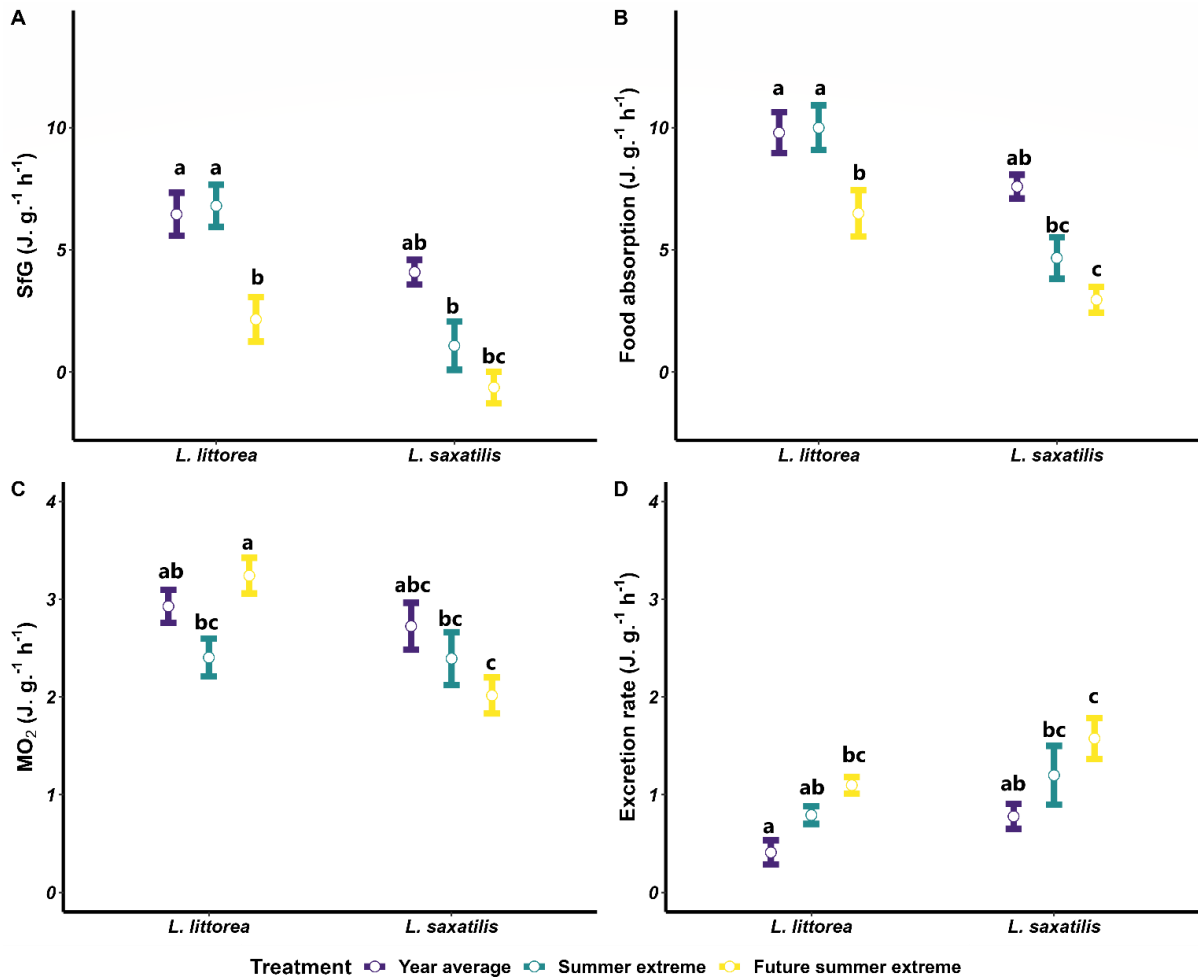 A
SfG (J. g.⁻¹ h⁻¹)
10
5
0
a a
b
ab
b
bc
L. littorea L. saxatilis
B
Food absorption (J. g.⁻¹ h⁻¹)
10
5
0
a a
b
ab
bc
c
L. littorea L. saxatilis
C
MO₂ (J. g.⁻¹ h⁻¹)
4
3
2
1
0
ab
bc
a
abc
bc
c
L. littorea L. saxatilis
D
Excretion rate (J. g.⁻¹ h⁻¹)
4
3
2
1
0
a
ab
bc
ab
bc
c
L. littorea L. saxatilis
Treatment Year average Summer extreme Future summer extreme